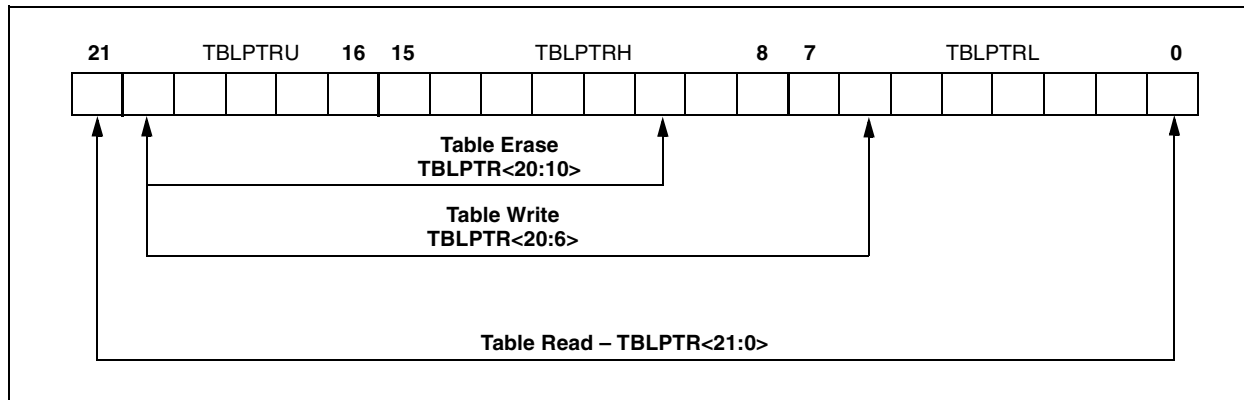 21 TBLPTRU 16 15 TBLPTRH 8 7 TBLPTRL 0
Table Erase
TBLPTR<20:10>
Table Write
TBLPTR<20:6>
Table Read – TBLPTR<21:0>